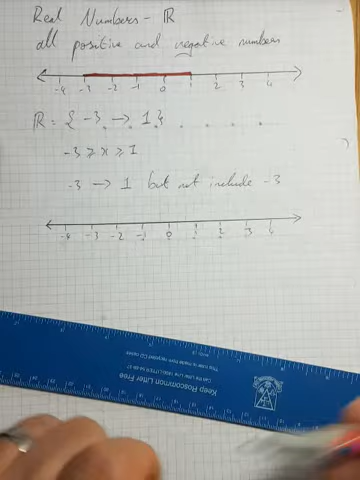 Real Numbers - ℝ
all positive and negative numbers
-4 -3 -2 -1 0 1 2 3 4
ℝ = { -3 → 1 }
-3 ≥ x ≥ 1
-3 → 1 but not include -3
-4 -3 -2 -1 0 1 2 3 4
Keep Roscommon Litter Free